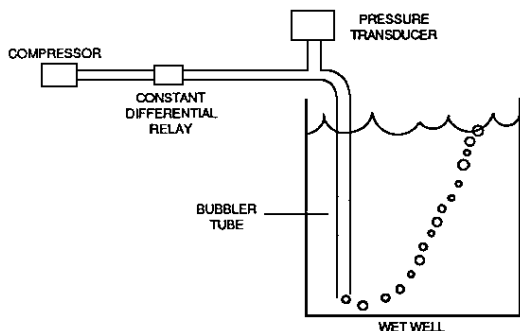 PRESSURE
TRANSDUCER
COMPRESSOR
CONSTANT
DIFFERENTIAL
RELAY
BUBBLER
TUBE
WET WELL